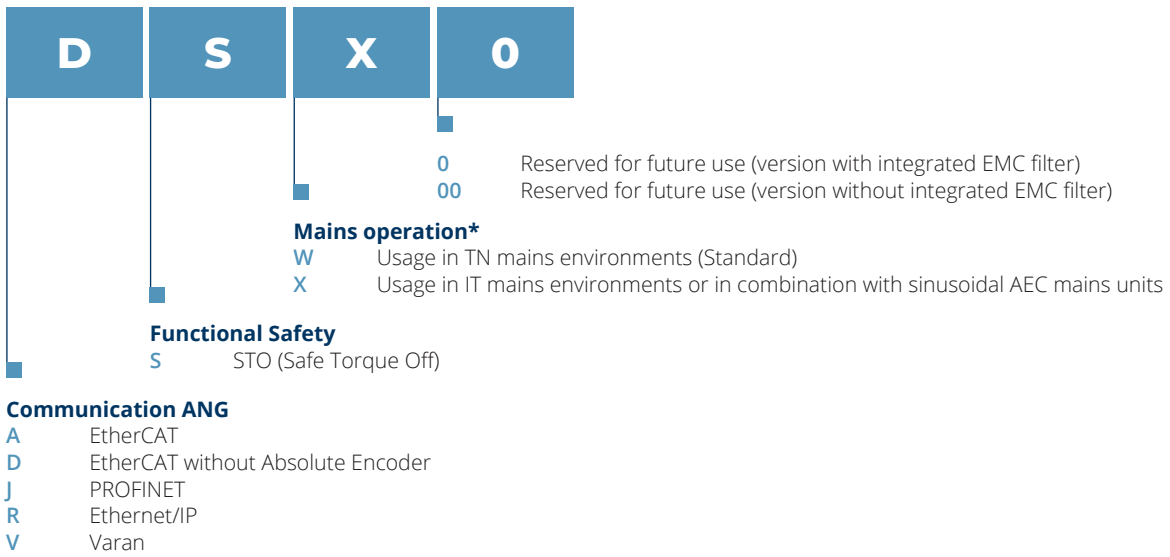 D S X 0
0 Reserved for future use (version with integrated EMC filter)
00 Reserved for future use (version without integrated EMC filter)
Mains operation*
W Usage in TN mains environments (Standard)
X Usage in IT mains environments or in combination with sinusoidal AEC mains units
Functional Safety
S STO (Safe Torque Off)
Communication ANG
A EtherCAT
D EtherCAT without Absolute Encoder
J PROFINET
R Ethernet/IP
V Varan